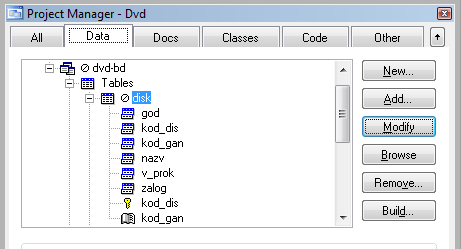 Project Manager - Dvd
All Data Docs Classes Code Other
dvd-bd
Tables
disk
god
kod_dis
kod_gan
nazv
v_prok
zalog
kod_dis
kod_gan
New...
Add...
Modify
Browse
Remove...
Build...